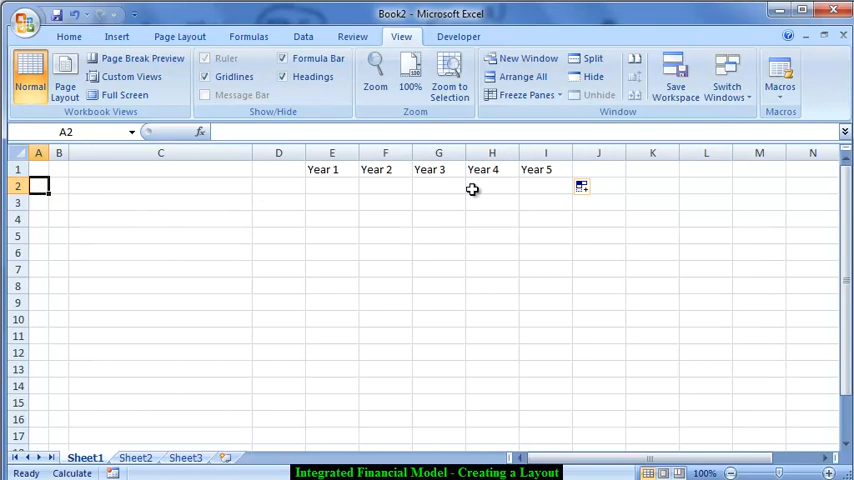 Book2 - Microsoft Excel
Home Insert Page Layout Formulas Data Review View Developer
Normal
Page Layout
Page Break Preview
Custom Views
Full Screen
Workbook Views
Ruler
Gridlines
Message Bar
Formula Bar
Headings
Show/Hide
Zoom
100%
Zoom to Selection
Zoom
New Window
Arrange All
Freeze Panes
Split
Hide
Unhide
Save Workspace
Switch Windows
Window
Macros
Macros
A2
fx
A B C D E F G H I J K L M N
1 Year 1 Year 2 Year 3 Year 4 Year 5
2
3
4
5
6
7
8
9
10
11
12
13
14
15
16
17
Sheet1 Sheet2 Sheet3
Ready Calculate
Integrated Financial Model - Creating a Layout
100%